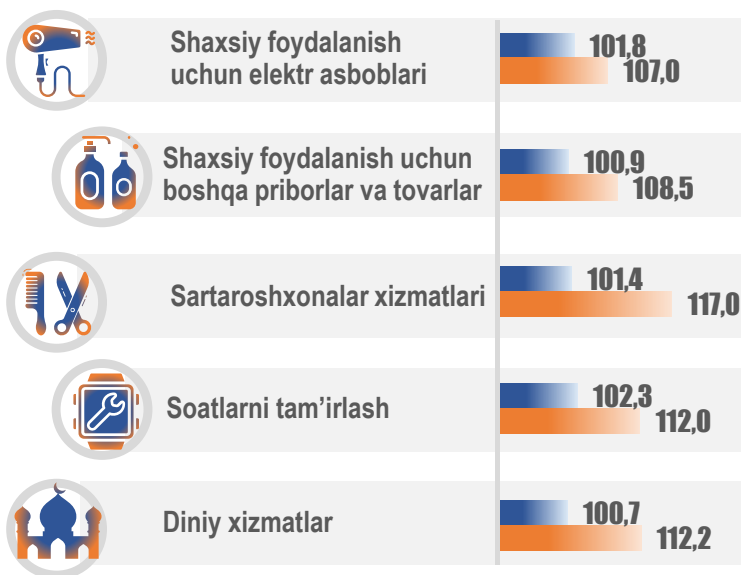 Shaxsiy foydalanish
uchun elektr asboblari
101,8
107,0
Shaxsiy foydalanish uchun
boshqa priborlar va tovarlar
100,9
108,5
Sartaroshxonalar xizmatlari
101,4
117,0
Soatlarni tam’irlash
102,3
112,0
Diniy xizmatlar
100,7
112,2